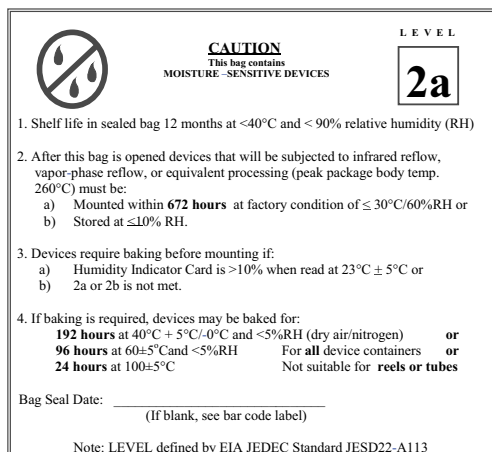 LEVEL
CAUTION
This bag contains
MOISTURE –SENSITIVE DEVICES
2a
1. Shelf life in sealed bag 12 months at <40°C and < 90% relative humidity (RH)
2. After this bag is opened devices that will be subjected to infrared reflow,
vapor-phase reflow, or equivalent processing (peak package body temp.
260°C) must be:
a) Mounted within 672 hours at factory condition of ≤ 30°C/60%RH or
b) Stored at ≤10% RH.
3. Devices require baking before mounting if:
a) Humidity Indicator Card is >10% when read at 23°C ± 5°C or
b) 2a or 2b is not met.
4. If baking is required, devices may be baked for:
192 hours at 40°C + 5°C/-0°C and <5%RH (dry air/nitrogen) or
96 hours at 60±5°Cand <5%RH For all device containers or
24 hours at 100±5°C Not suitable for reels or tubes
Bag Seal Date: ______________________________
(If blank, see bar code label)
Note: LEVEL defined by EIA JEDEC Standard JESD22-A113